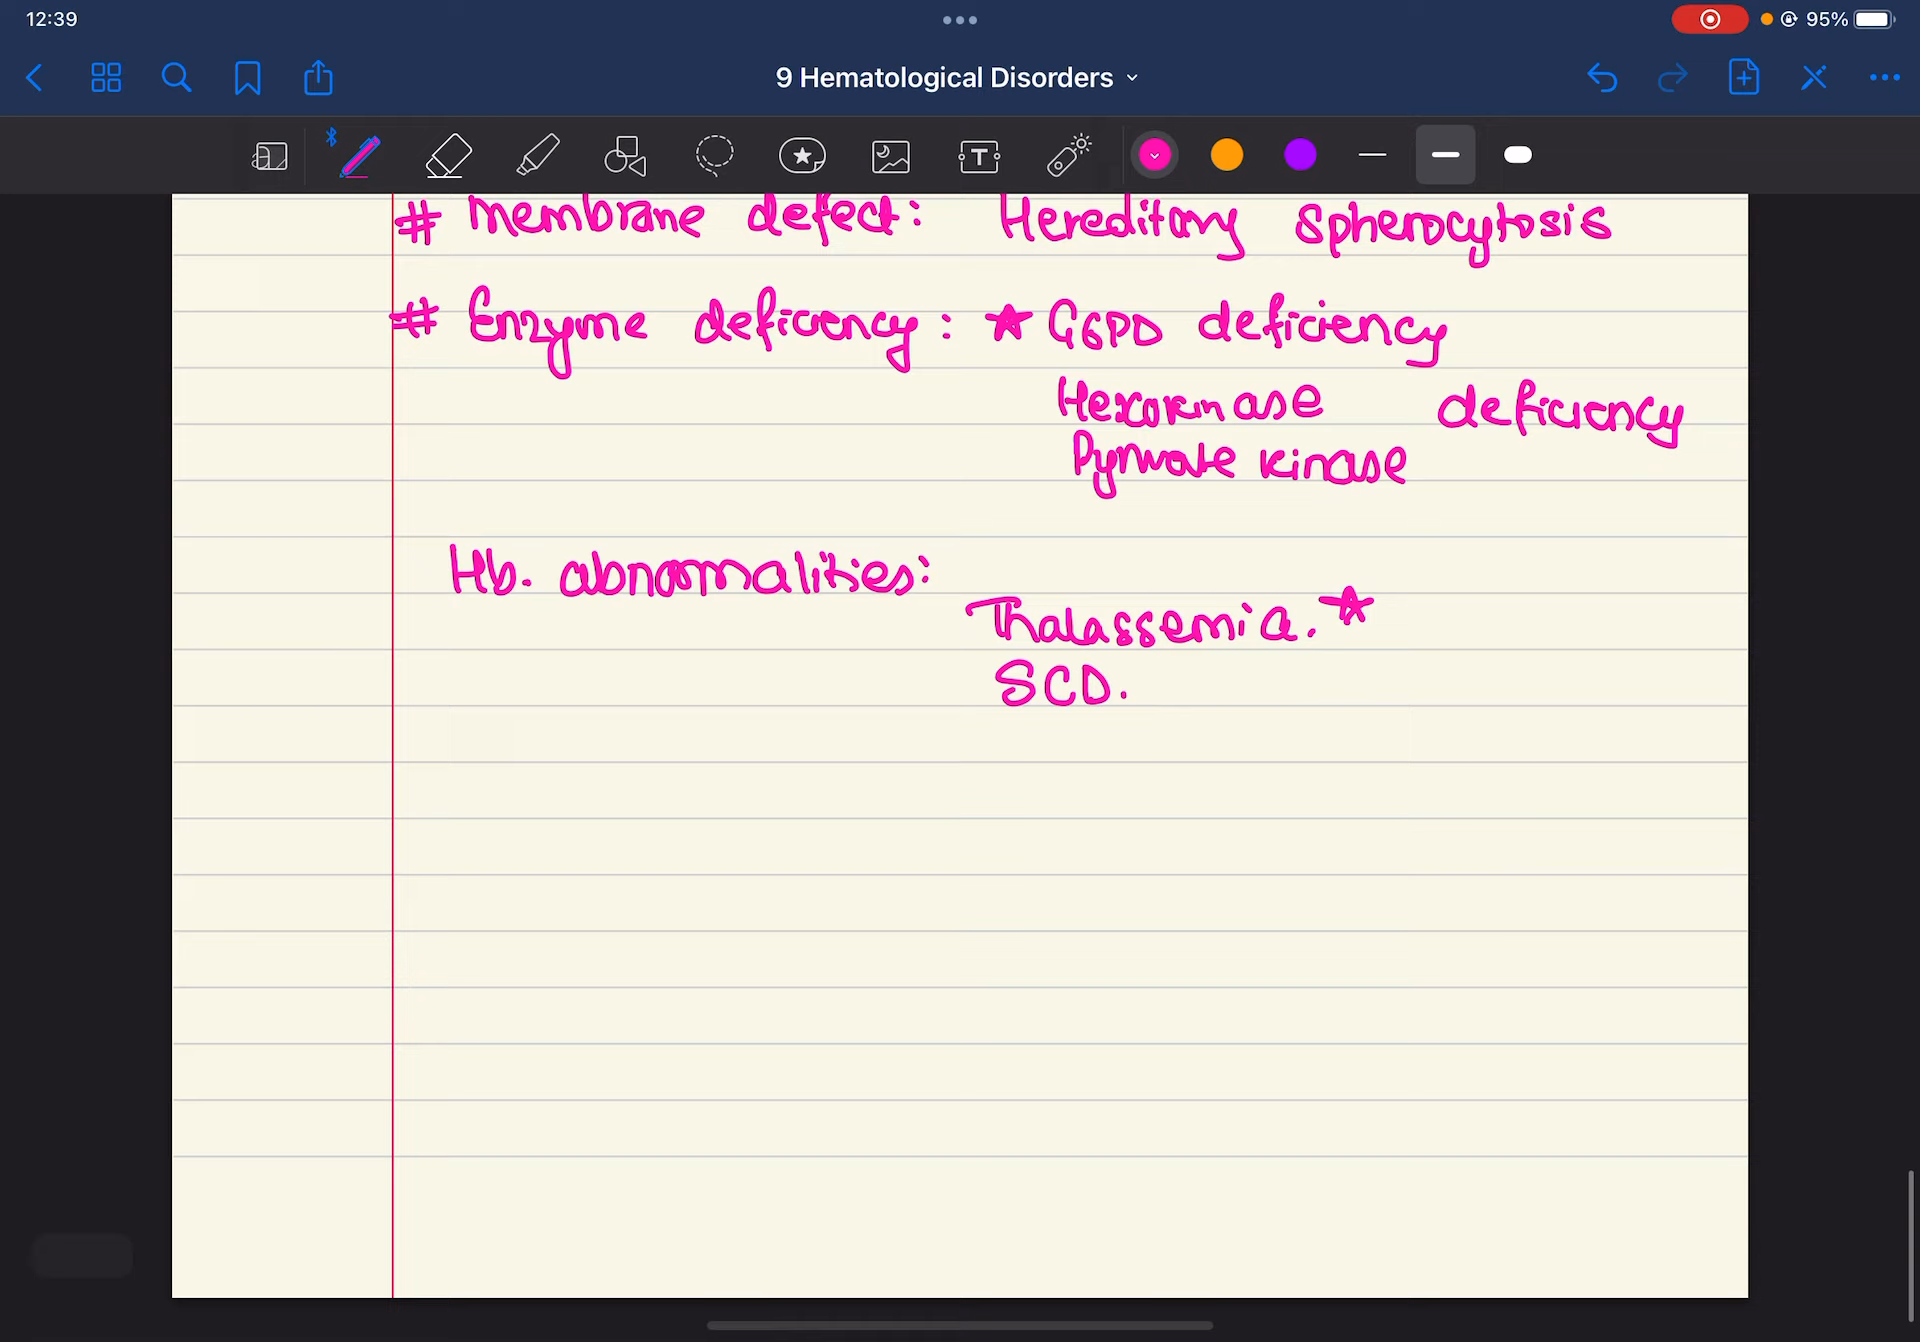 12:39
95%
9 Hematological Disorders
# Membrane defect: Hereditary Spherocytosis
# Enzyme deficiency: ★ G6PD deficiency
Hexokinase deficiency
Pyruvate kinase
Hb. abnormalities:
Thalassemia. ★
SCD.